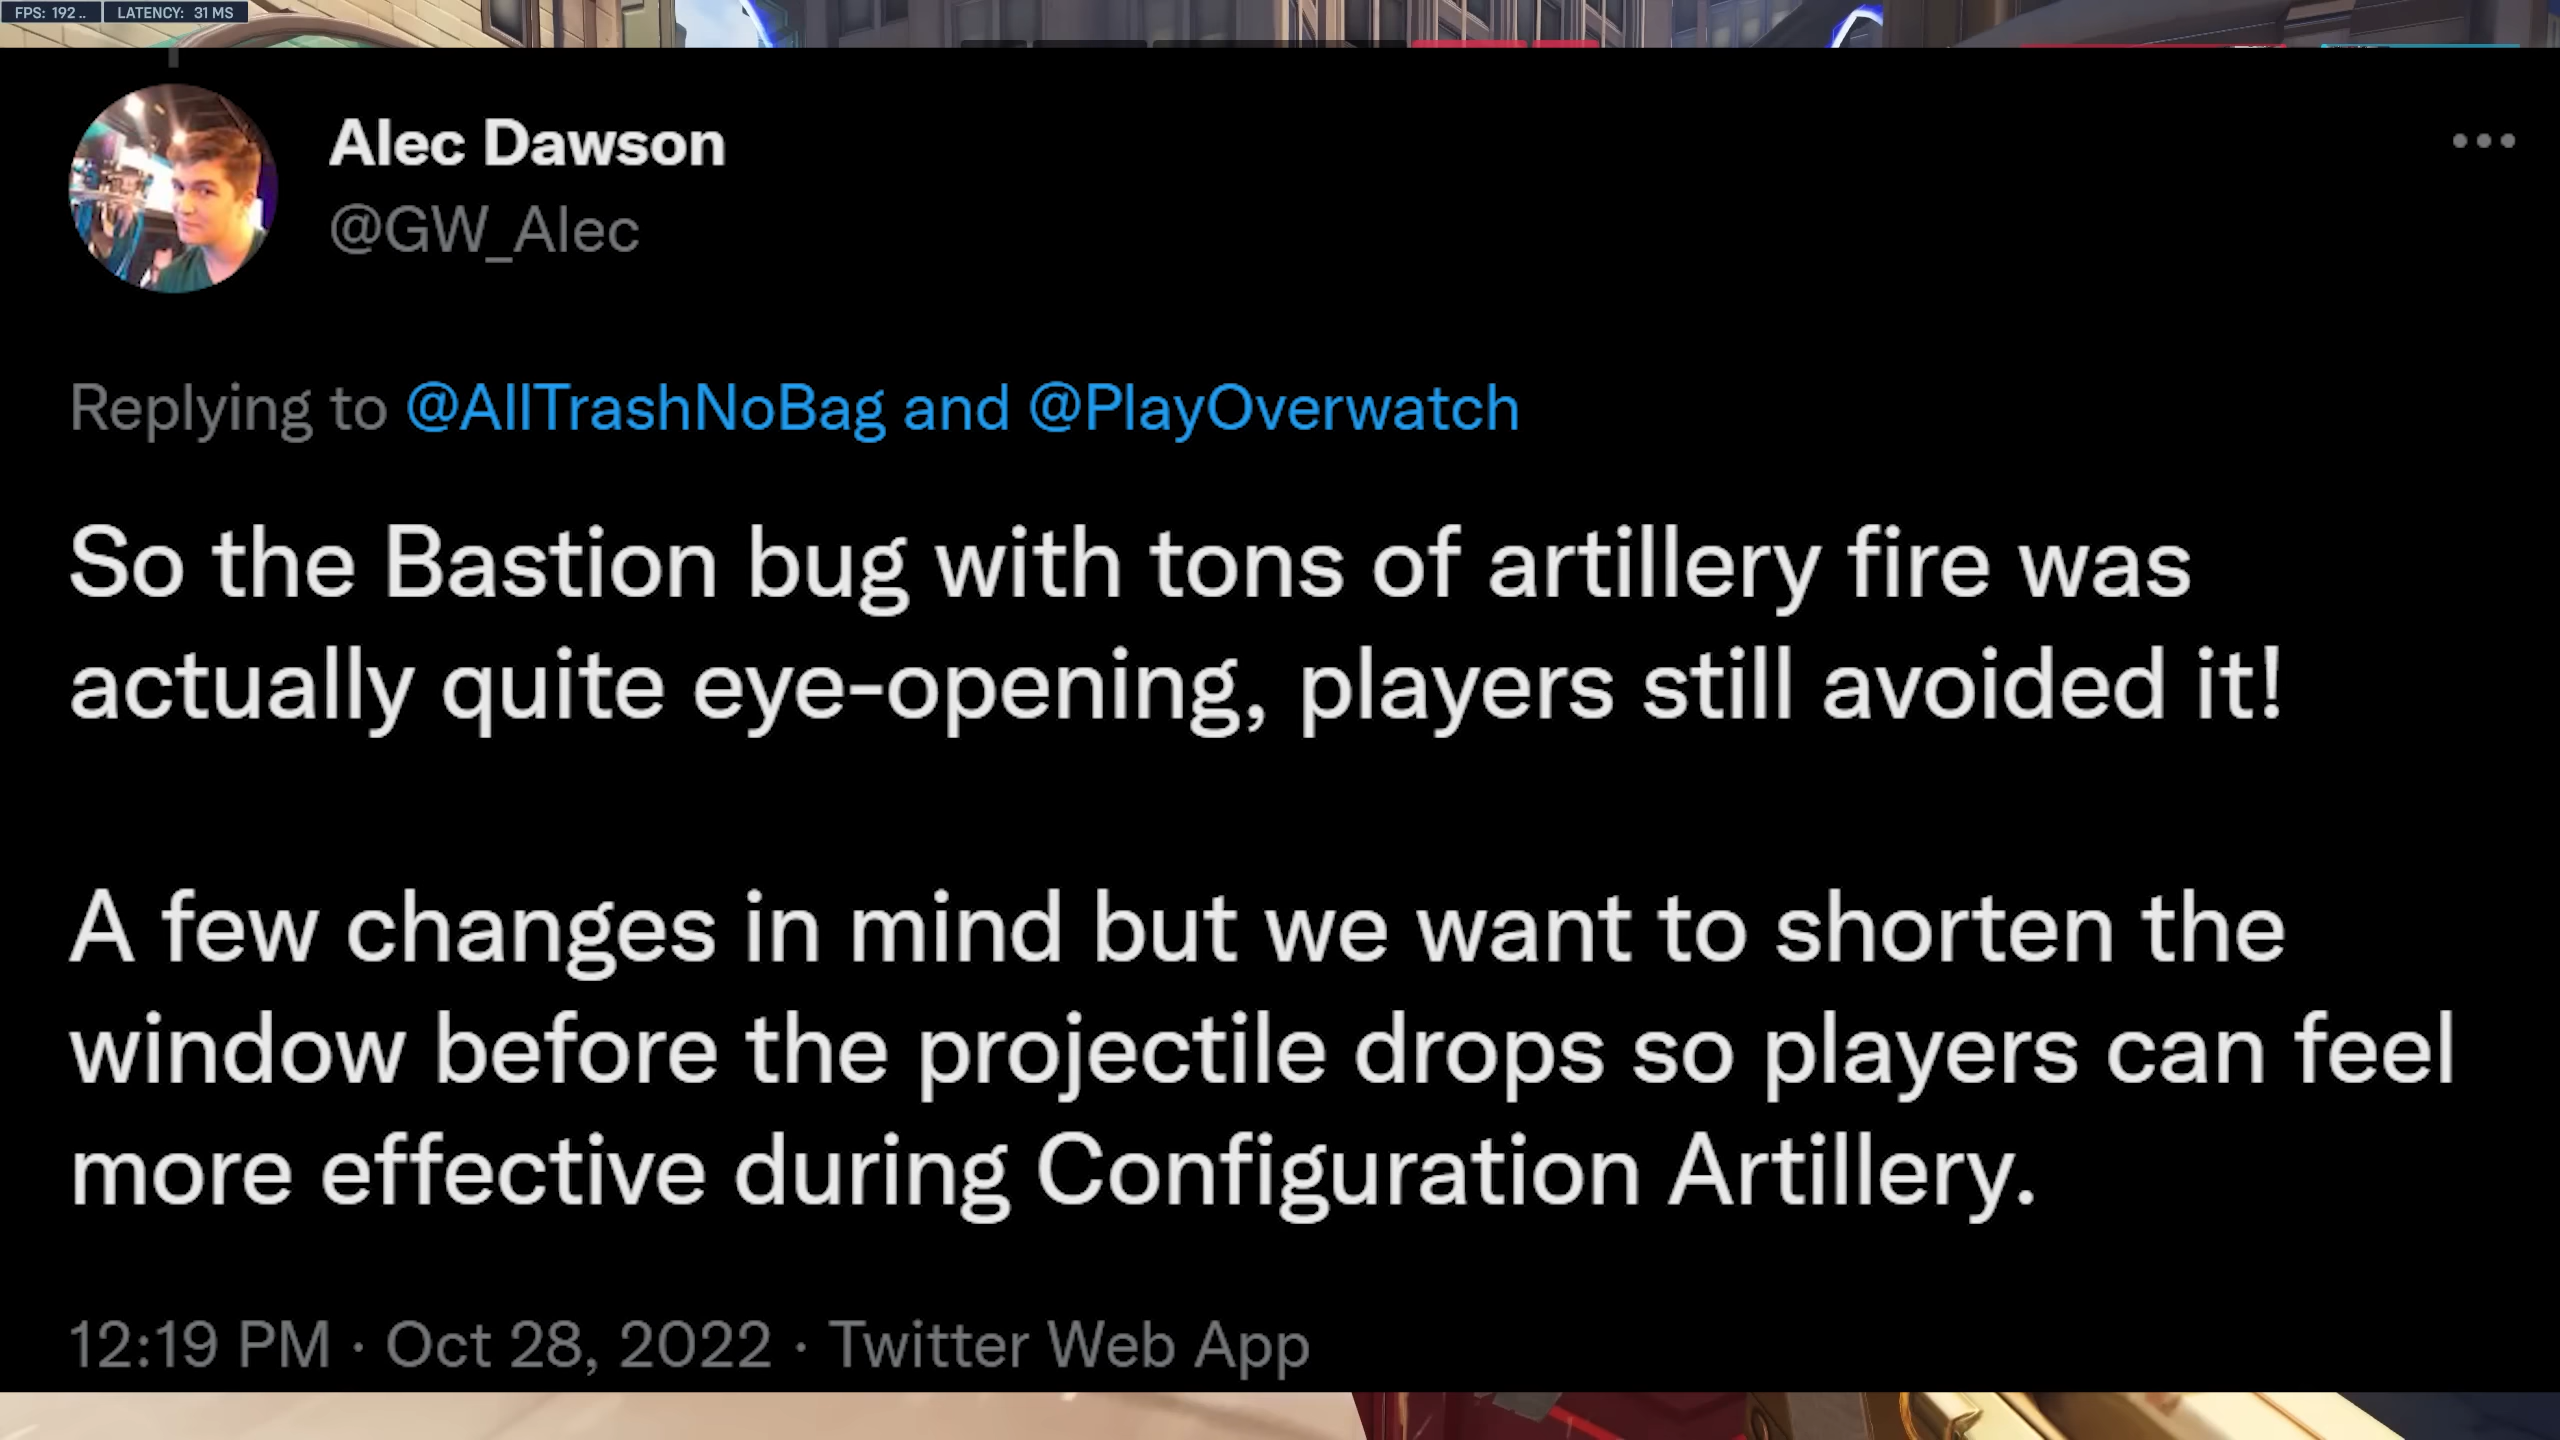 FPS: 192 .. LATENCY: 31 MS
Alec Dawson
@GW_Alec
Replying to @AllTrashNoBag and @PlayOverwatch
So the Bastion bug with tons of artillery fire was
actually quite eye-opening, players still avoided it!
A few changes in mind but we want to shorten the
window before the projectile drops so players can feel
more effective during Configuration Artillery.
12:19 PM · Oct 28, 2022 · Twitter Web App